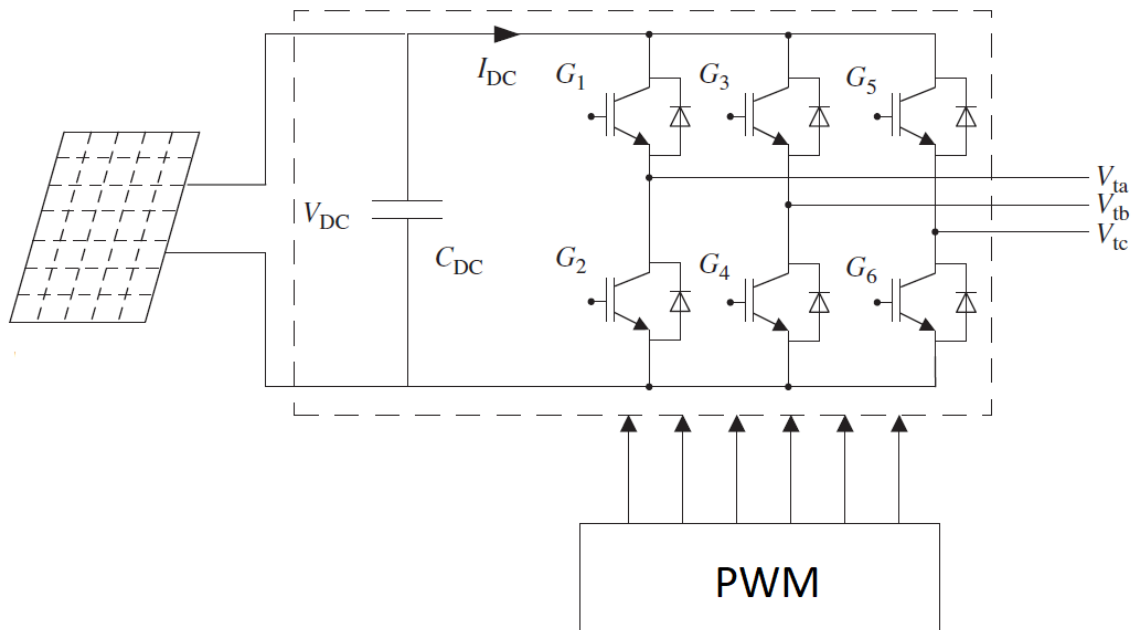 I_DC
G_1
G_3
G_5
V_ta
V_DC
V_tb
V_tc
C_DC
G_2
G_4
G_6
PWM